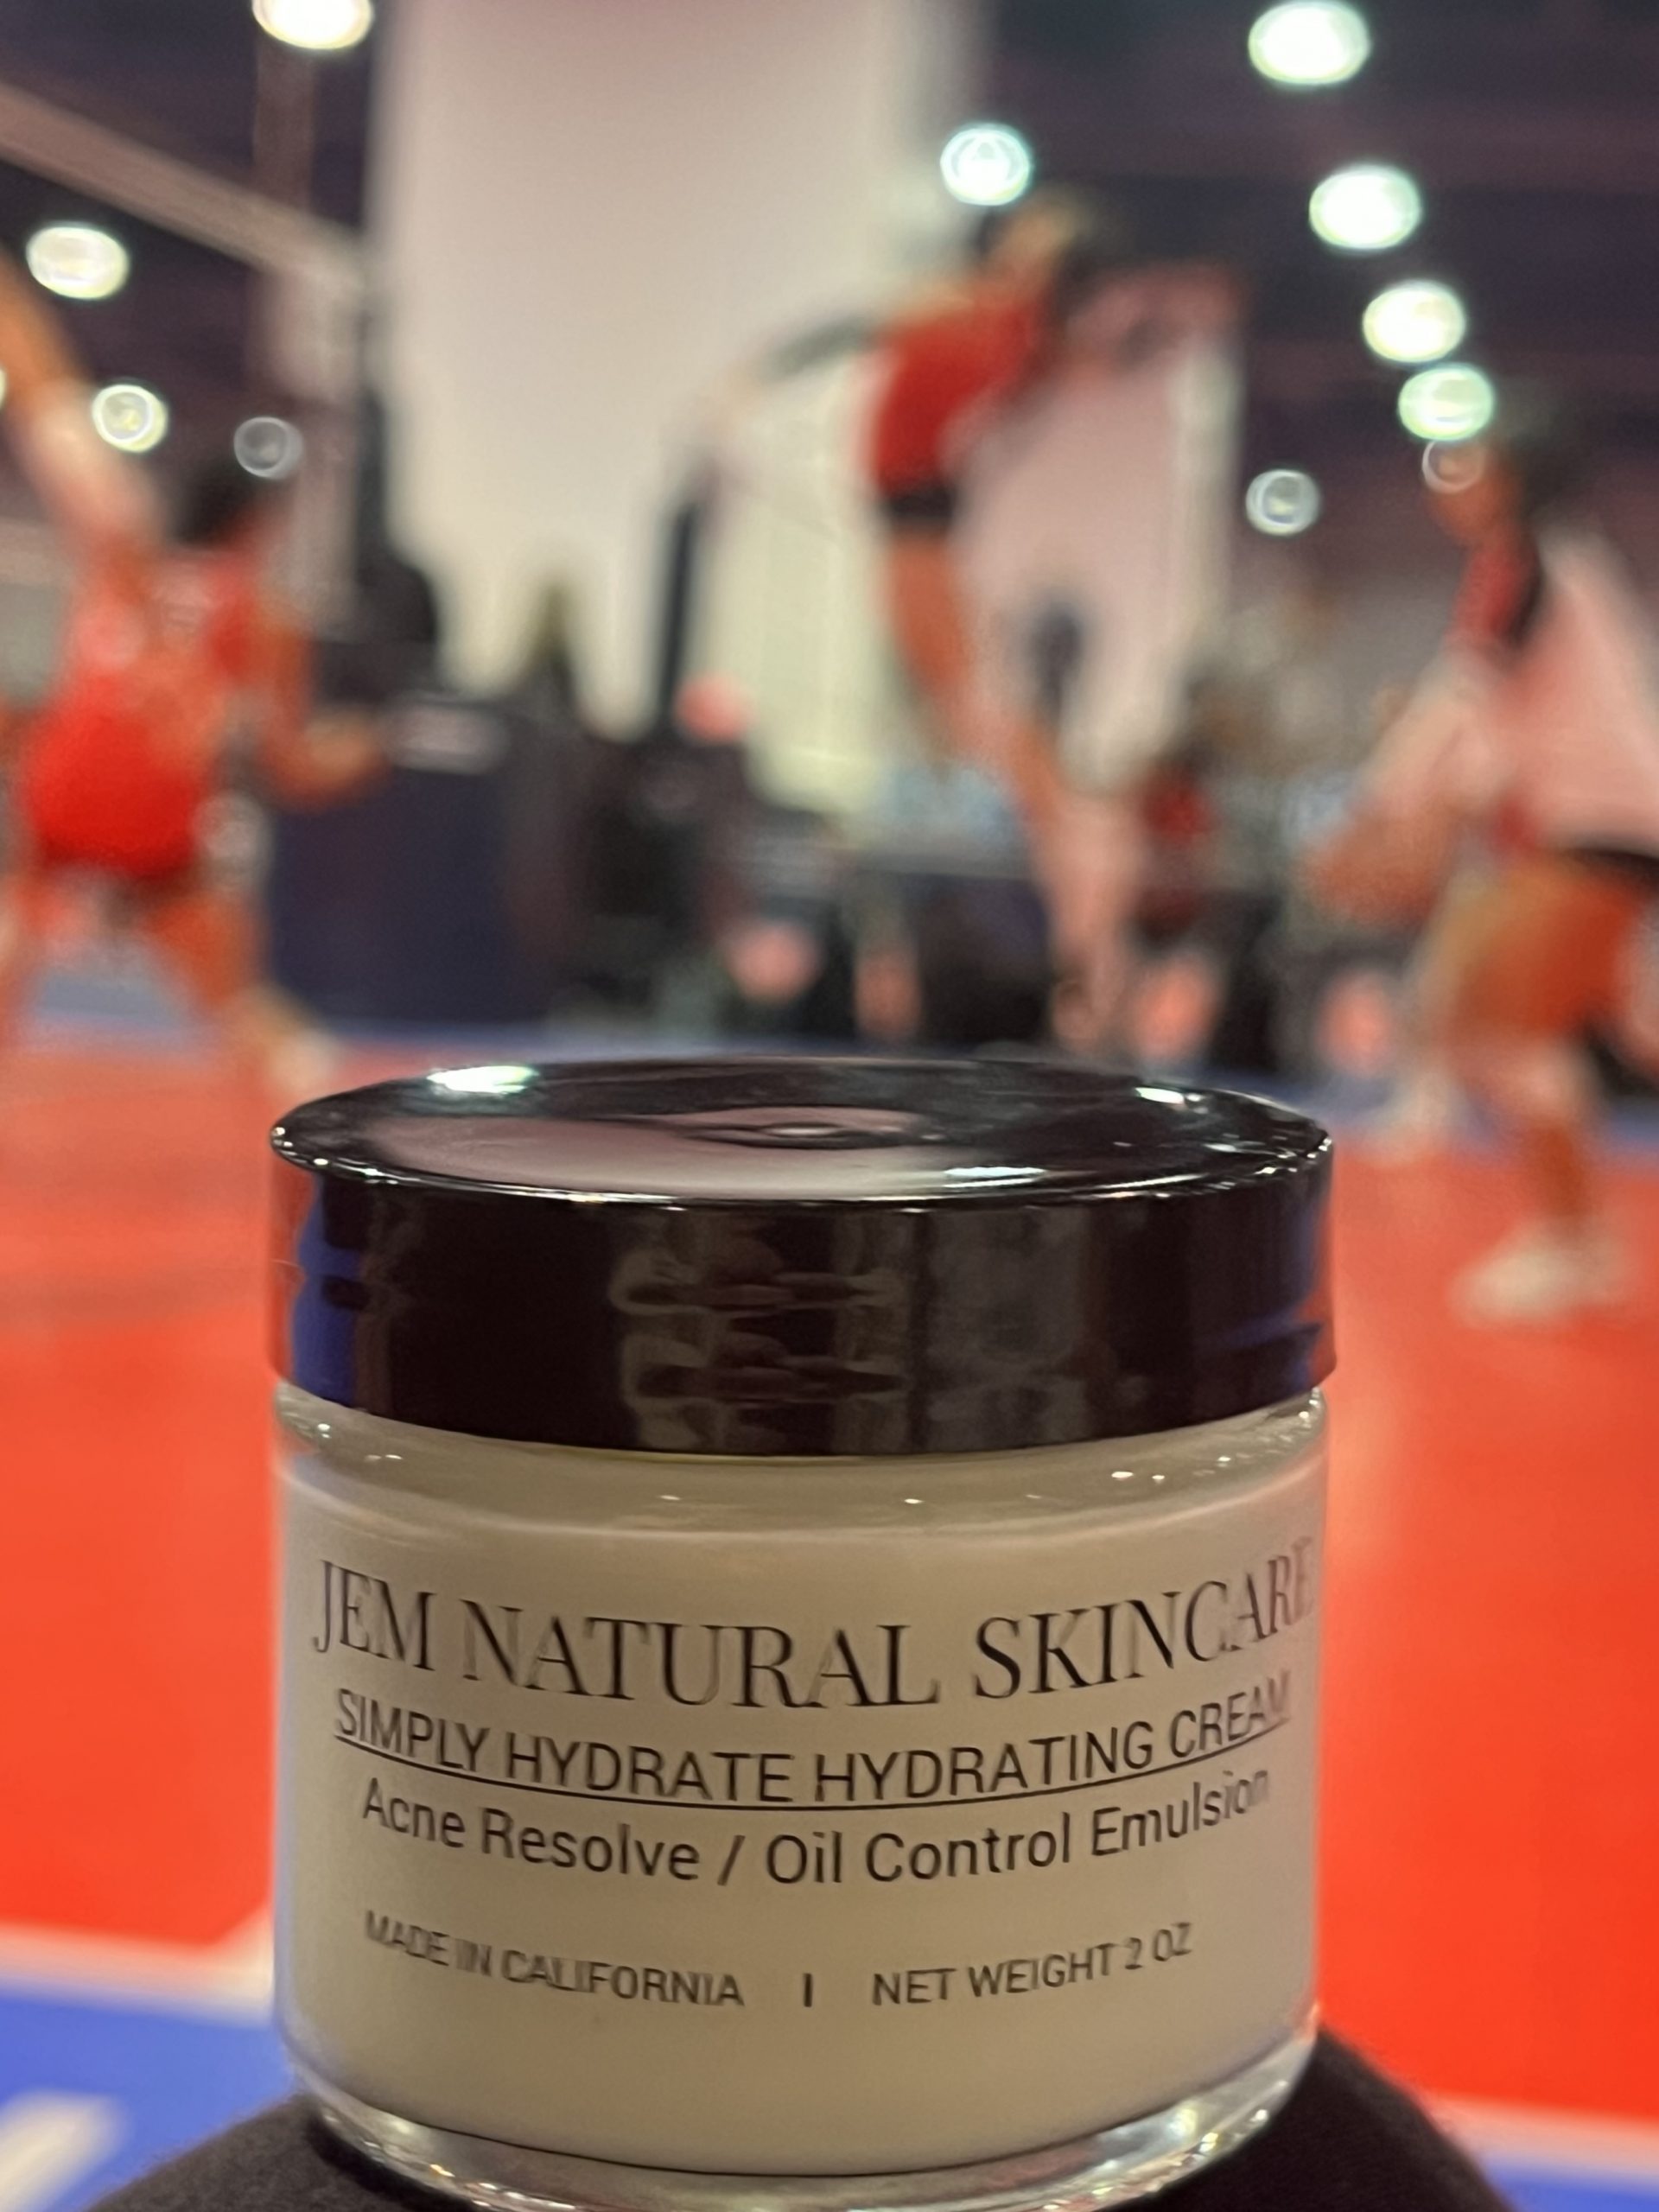 JEM NATURAL SKINCARE
SIMPLY HYDRATE HYDRATING CREAM
Acne Resolve / Oil Control Emulsion
MADE IN CALIFORNIA | NET WEIGHT 2 OZ